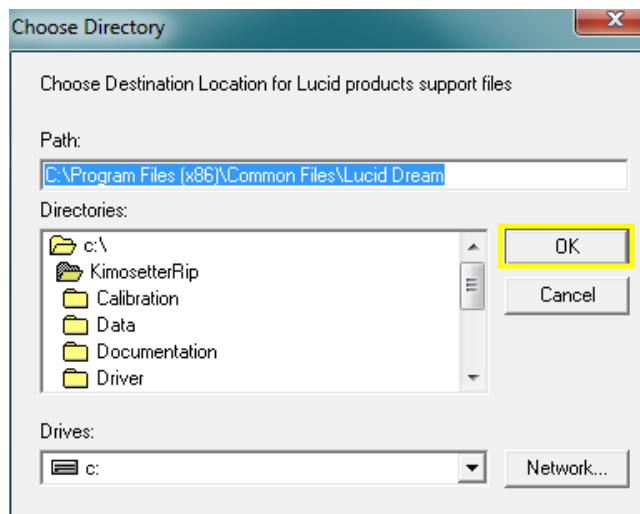 Choose Directory
Choose Destination Location for Lucid products support files
Path:
C:\Program Files (x86)\Common Files\Lucid Dream
Directories:
c:\
KimosetterRip
Calibration
Data
Documentation
Driver
OK
Cancel
Drives:
c:
Network...